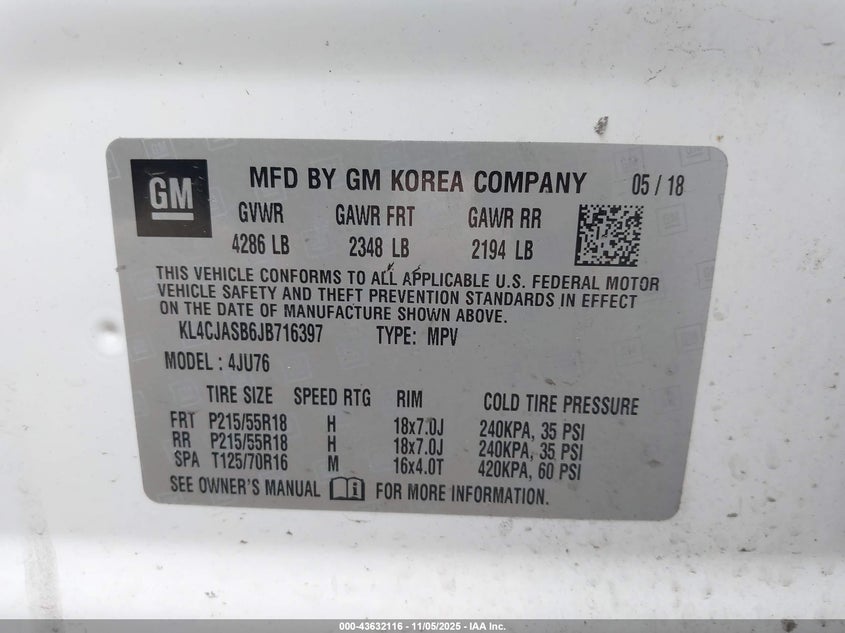 GM MFD BY GM KOREA COMPANY 05 / 18
GVWR GAWR FRT GAWR RR
4286 LB 2348 LB 2194 LB
THIS VEHICLE CONFORMS TO ALL APPLICABLE U.S. FEDERAL MOTOR
VEHICLE SAFETY AND THEFT PREVENTION STANDARDS IN EFFECT
ON THE DATE OF MANUFACTURE SHOWN ABOVE.
KL4CJASB6JB716397 TYPE: MPV
MODEL : 4JU76
TIRE SIZE SPEED RTG RIM COLD TIRE PRESSURE
FRT P215/55R18 H 18x7.0J 240KPA, 35 PSI
RR P215/55R18 H 18x7.0J 240KPA, 35 PSI
SPA T125/70R16 M 16x4.0T 420KPA, 60 PSI
SEE OWNER'S MANUAL FOR MORE INFORMATION.
000-43632116 - 11/05/2025 - IAA Inc.